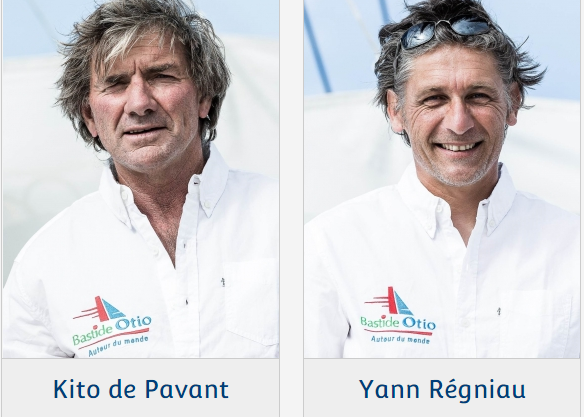 Bastide Otio
Autour du monde
Bastide Otio
Autour du monde
Kito de Pavant
Yann Régniau